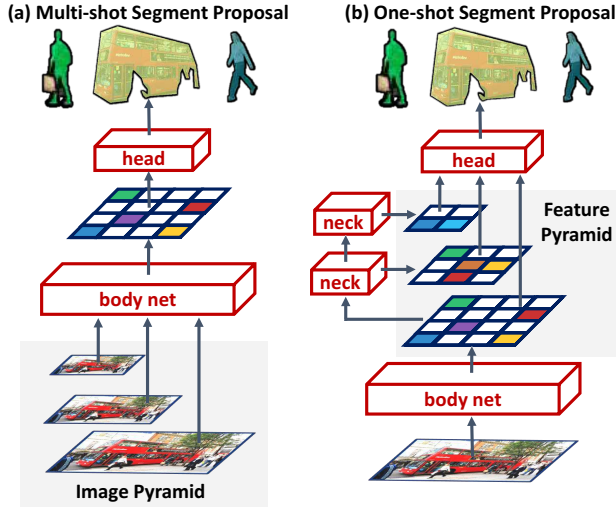 (a) Multi-shot Segment Proposal
head
body net
Image Pyramid
(b) One-shot Segment Proposal
head
neck
neck
Feature
Pyramid
body net